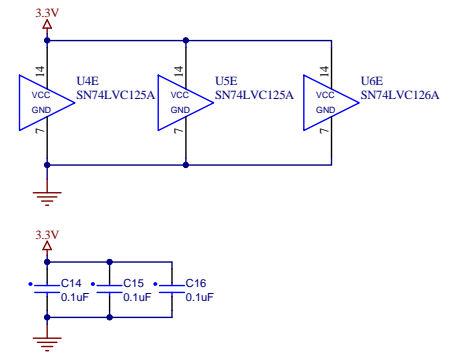 3.3V
14 14 14
U4E U5E U6E
SN74LVC125A SN74LVC125A SN74LVC126A
VCC VCC VCC
GND GND GND
7 7 7
3.3V
C14 C15 C16
0.1uF 0.1uF 0.1uF